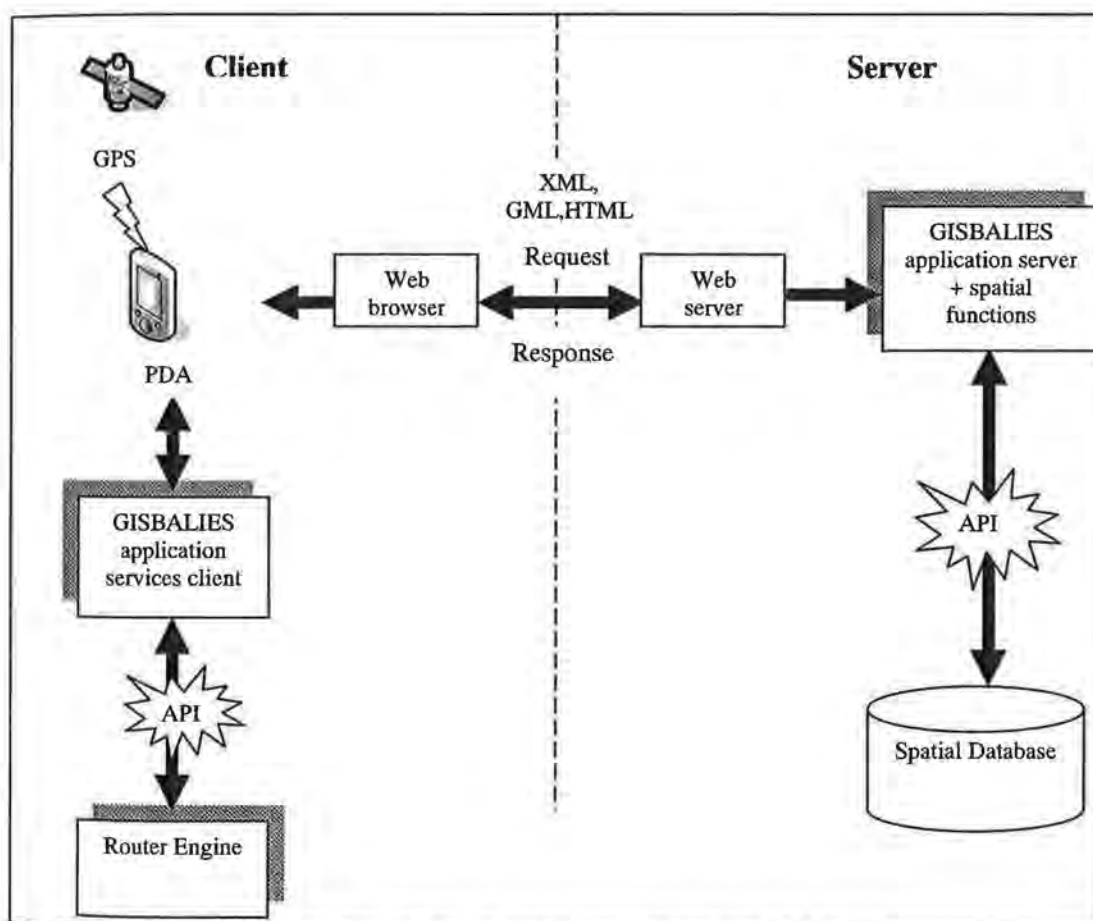 Client
Server
GPS
XML,
GML,HTML
Request
Response
Web
browser
Web
server
GISBALIES
application server
+ spatial
functions
PDA
GISBALIES
application
services client
API
API
Router Engine
Spatial Database